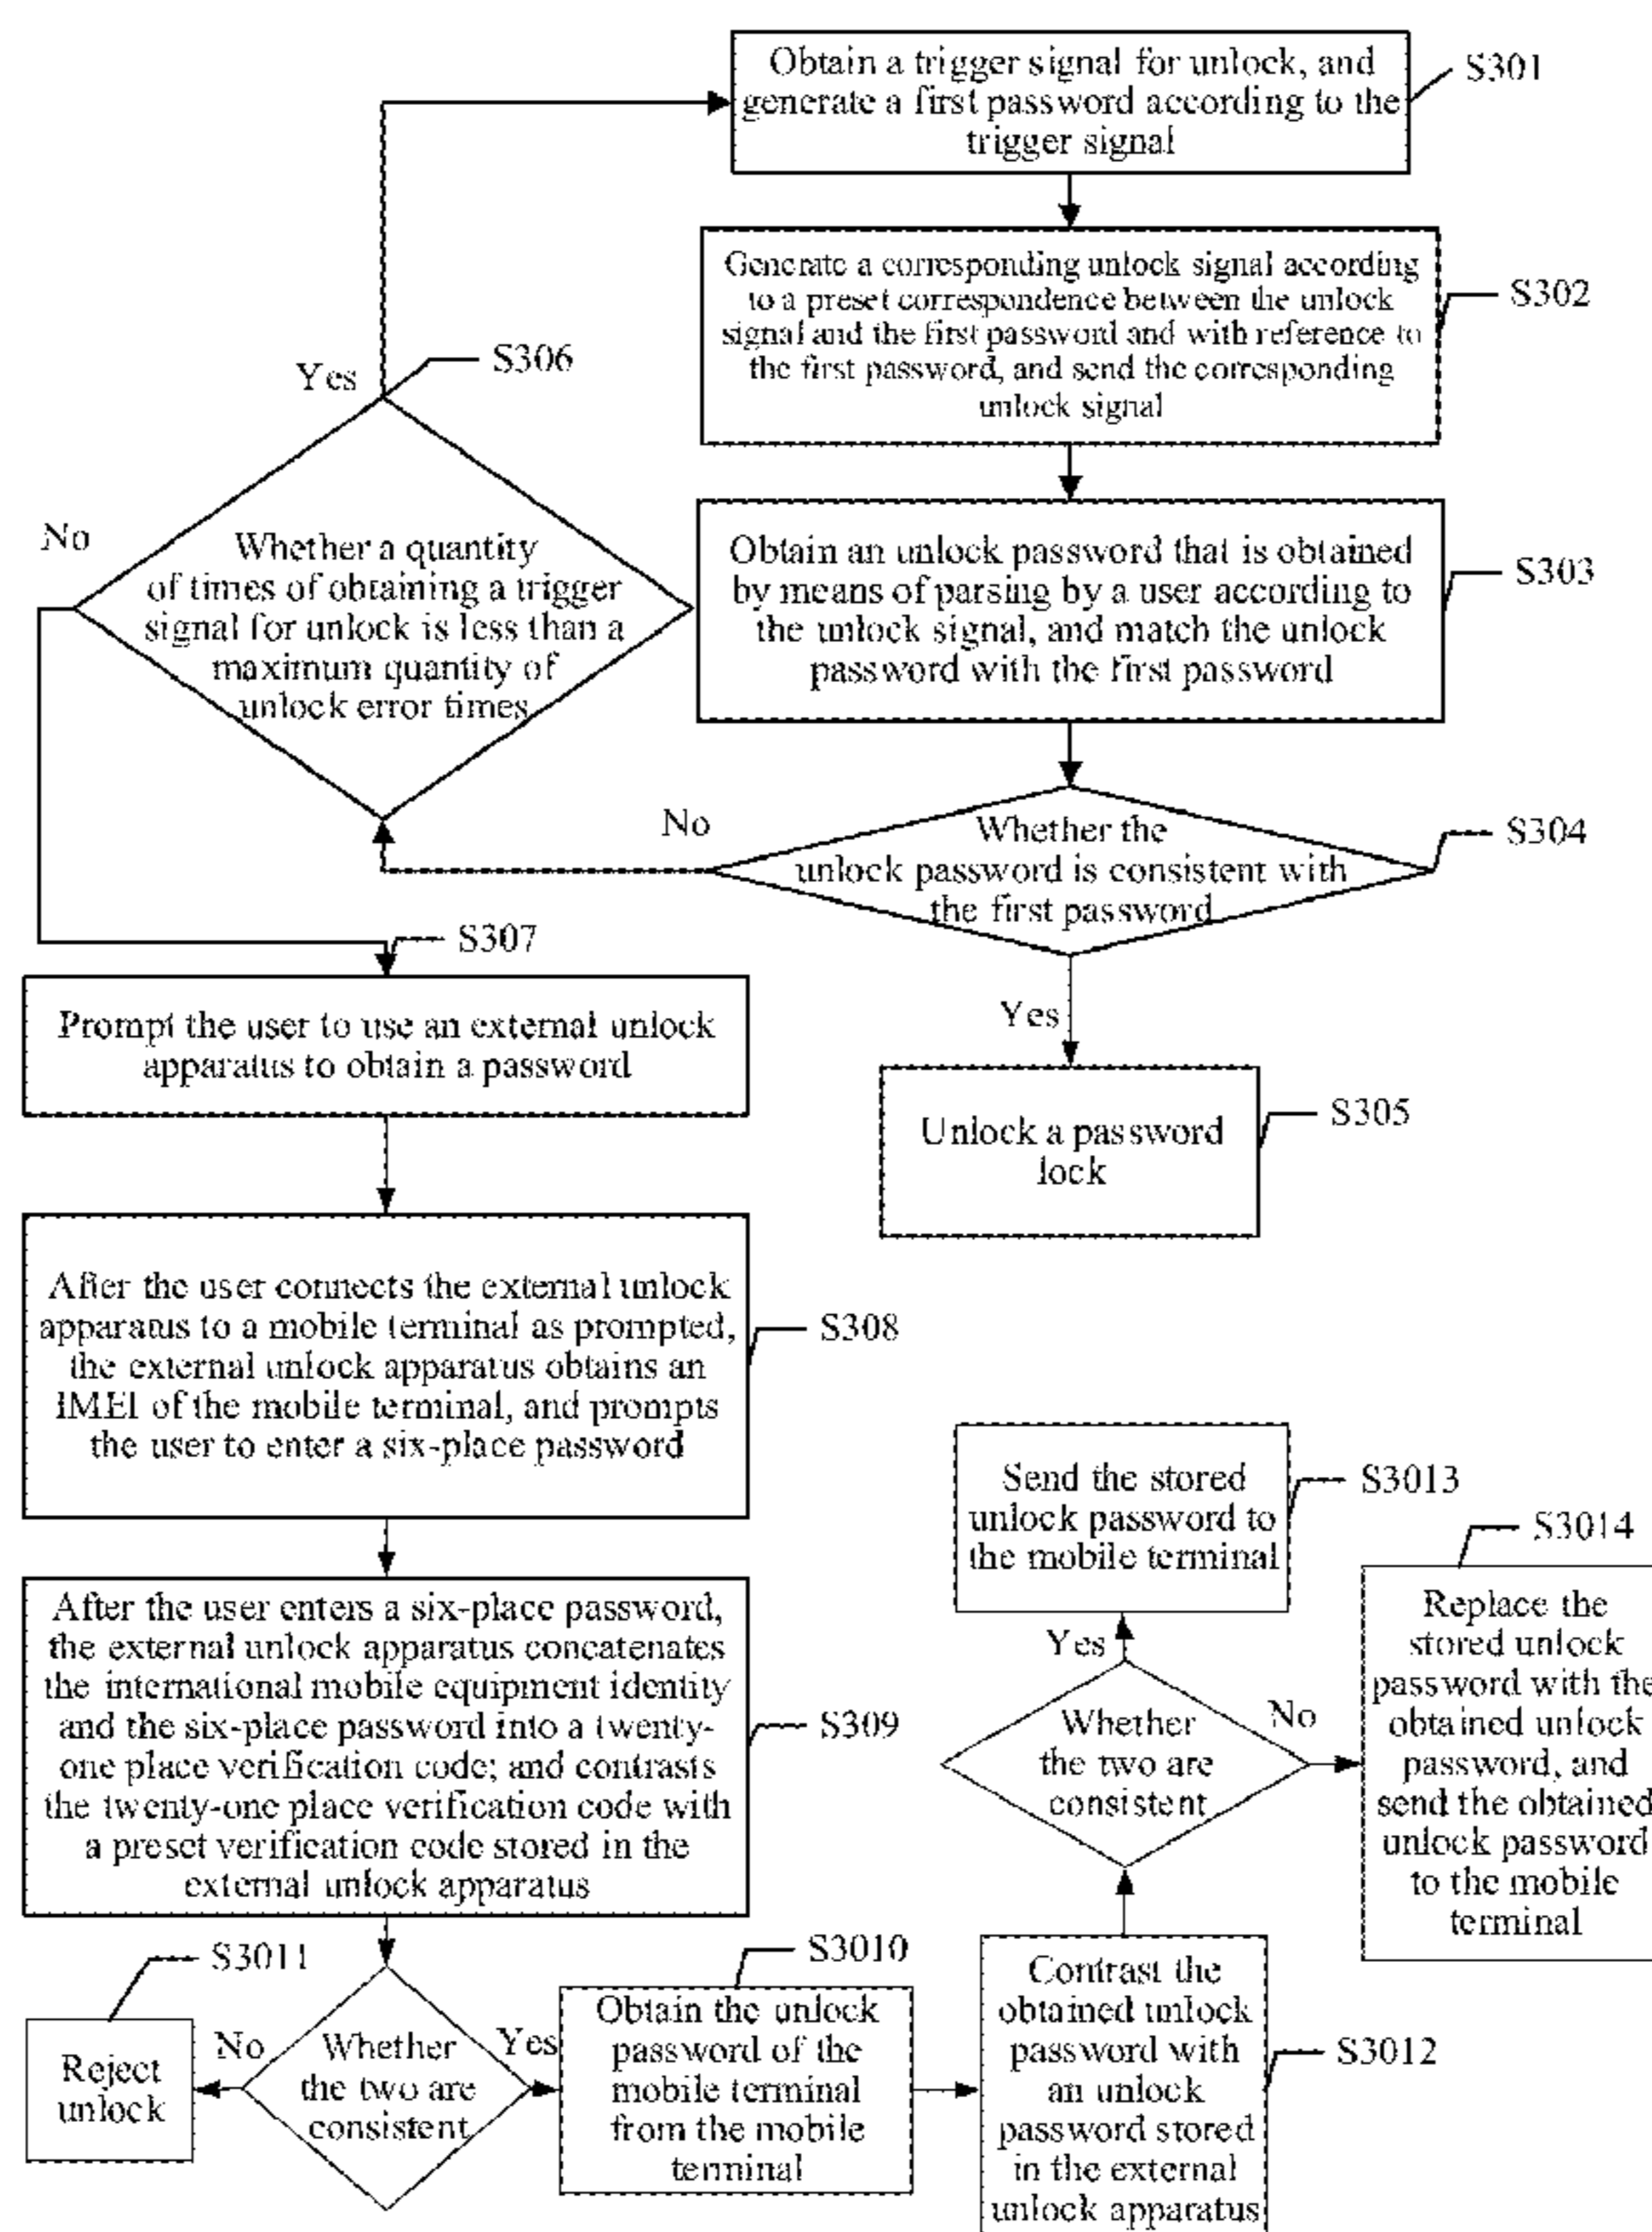 Obtain a trigger signal for unlock, and
generate a first password according to the
trigger signal
S301
Generate a corresponding unlock signal according
to a preset correspondence between the unlock
signal and the first password and with reference to
the first password, and send the corresponding
unlock signal
S302
Yes
S306
No
Whether a quantity
of times of obtaining a trigger
signal for unlock is less than a
maximum quantity of
unlock error times
Obtain an unlock password that is obtained
by means of parsing by a user according to
the unlock signal, and match the unlock
password with the first password
S303
No
Whether the
unlock password is consistent with
the first password
S304
S307
Yes
Prompt the user to use an external unlock
apparatus to obtain a password
Unlock a password
lock
S305
After the user connects the external unlock
apparatus to a mobile terminal as prompted,
the external unlock apparatus obtains an
IMEI of the mobile terminal, and prompts
the user to enter a six-place password
S308
After the user enters a six-place password,
the external unlock apparatus concatenates
the international mobile equipment identity
and the six-place password into a twenty-
one place verification code; and contrasts
the twenty-one place verification code with
a preset verification code stored in the
external unlock apparatus
S309
Send the stored
unlock password to
the mobile terminal
S3013
S3014
Replace the
stored unlock
password with the
obtained unlock
password, and
send the obtained
unlock password
to the mobile
terminal
Yes
Whether
the two are
consistent
No
S3011
Reject
unlock
No
Whether
the two are
consistent
Yes
S3010
Obtain the unlock
password of the
mobile terminal
from the mobile
terminal
Contrast the
obtained unlock
password with
an unlock
password stored
in the external
unlock apparatus
S3012